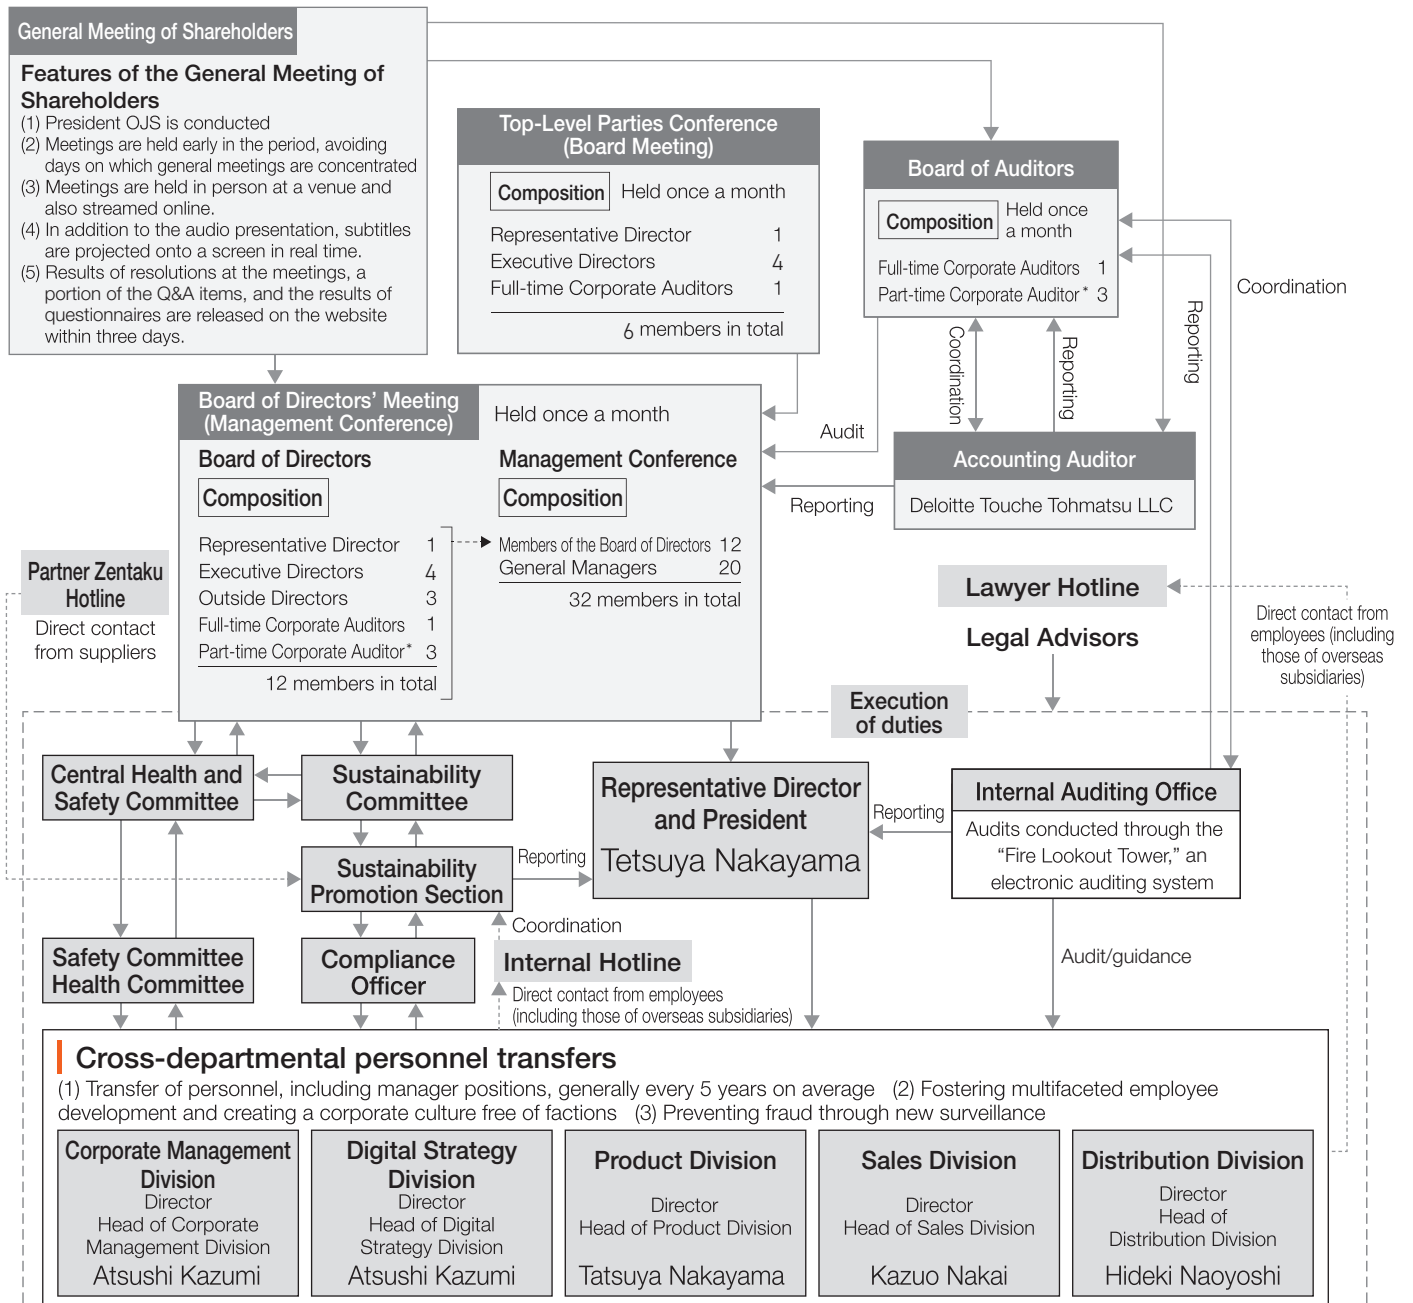 General Meeting of Shareholders
Features of the General Meeting of
Shareholders
(1) President OJS is conducted
(2) Meetings are held early in the period, avoiding
days on which general meetings are concentrated
(3) Meetings are held in person at a venue and
also streamed online.
(4) In addition to the audio presentation, subtitles
are projected onto a screen in real time.
(5) Results of resolutions at the meetings, a
portion of the Q&A items, and the results of
questionnaires are released on the website
within three days.
Top-Level Parties Conference
(Board Meeting)
Composition Held once a month
Representative Director 1
Executive Directors 4
Full-time Corporate Auditors 1
6 members in total
Board of Auditors
Composition
Held once
a month
Full-time Corporate Auditors 1
Part-time Corporate Auditor* 3
Coordination
Reporting
Coordination
Reporting
Board of Directors' Meeting
(Management Conference)
Held once a month
Audit
Reporting
Accounting Auditor
Deloitte Touche Tohmatsu LLC
Board of Directors
Composition
Representative Director 1
Executive Directors 4
Outside Directors 3
Full-time Corporate Auditors 1
Part-time Corporate Auditor* 3
12 members in total
Management Conference
Composition
Members of the Board of Directors 12
General Managers 20
32 members in total
Partner Zentaku
Hotline
Direct contact
from suppliers
Lawyer Hotline
Legal Advisors
Direct contact from
employees (including
those of overseas
subsidiaries)
Execution
of duties
Central Health and
Safety Committee
Sustainability
Committee
Representative Director
and President
Tetsuya Nakayama
Reporting
Internal Auditing Office
Audits conducted through the
“Fire Lookout Tower,” an
electronic auditing system
Sustainability
Promotion Section
Reporting
Coordination
Safety Committee
Health Committee
Compliance
Officer
Internal Hotline
Direct contact from employees
(including those of overseas subsidiaries)
Audit/guidance
Cross-departmental personnel transfers
(1) Transfer of personnel, including manager positions, generally every 5 years on average (2) Fostering multifaceted employee
development and creating a corporate culture free of factions (3) Preventing fraud through new surveillance
Corporate Management
Division
Director
Head of Corporate
Management Division
Atsushi Kazumi
Digital Strategy
Division
Director
Head of Digital
Strategy Division
Atsushi Kazumi
Product Division
Director
Head of Product Division
Tatsuya Nakayama
Sales Division
Director
Head of Sales Division
Kazuo Nakai
Distribution Division
Director
Head of
Distribution Division
Hideki Naoyoshi